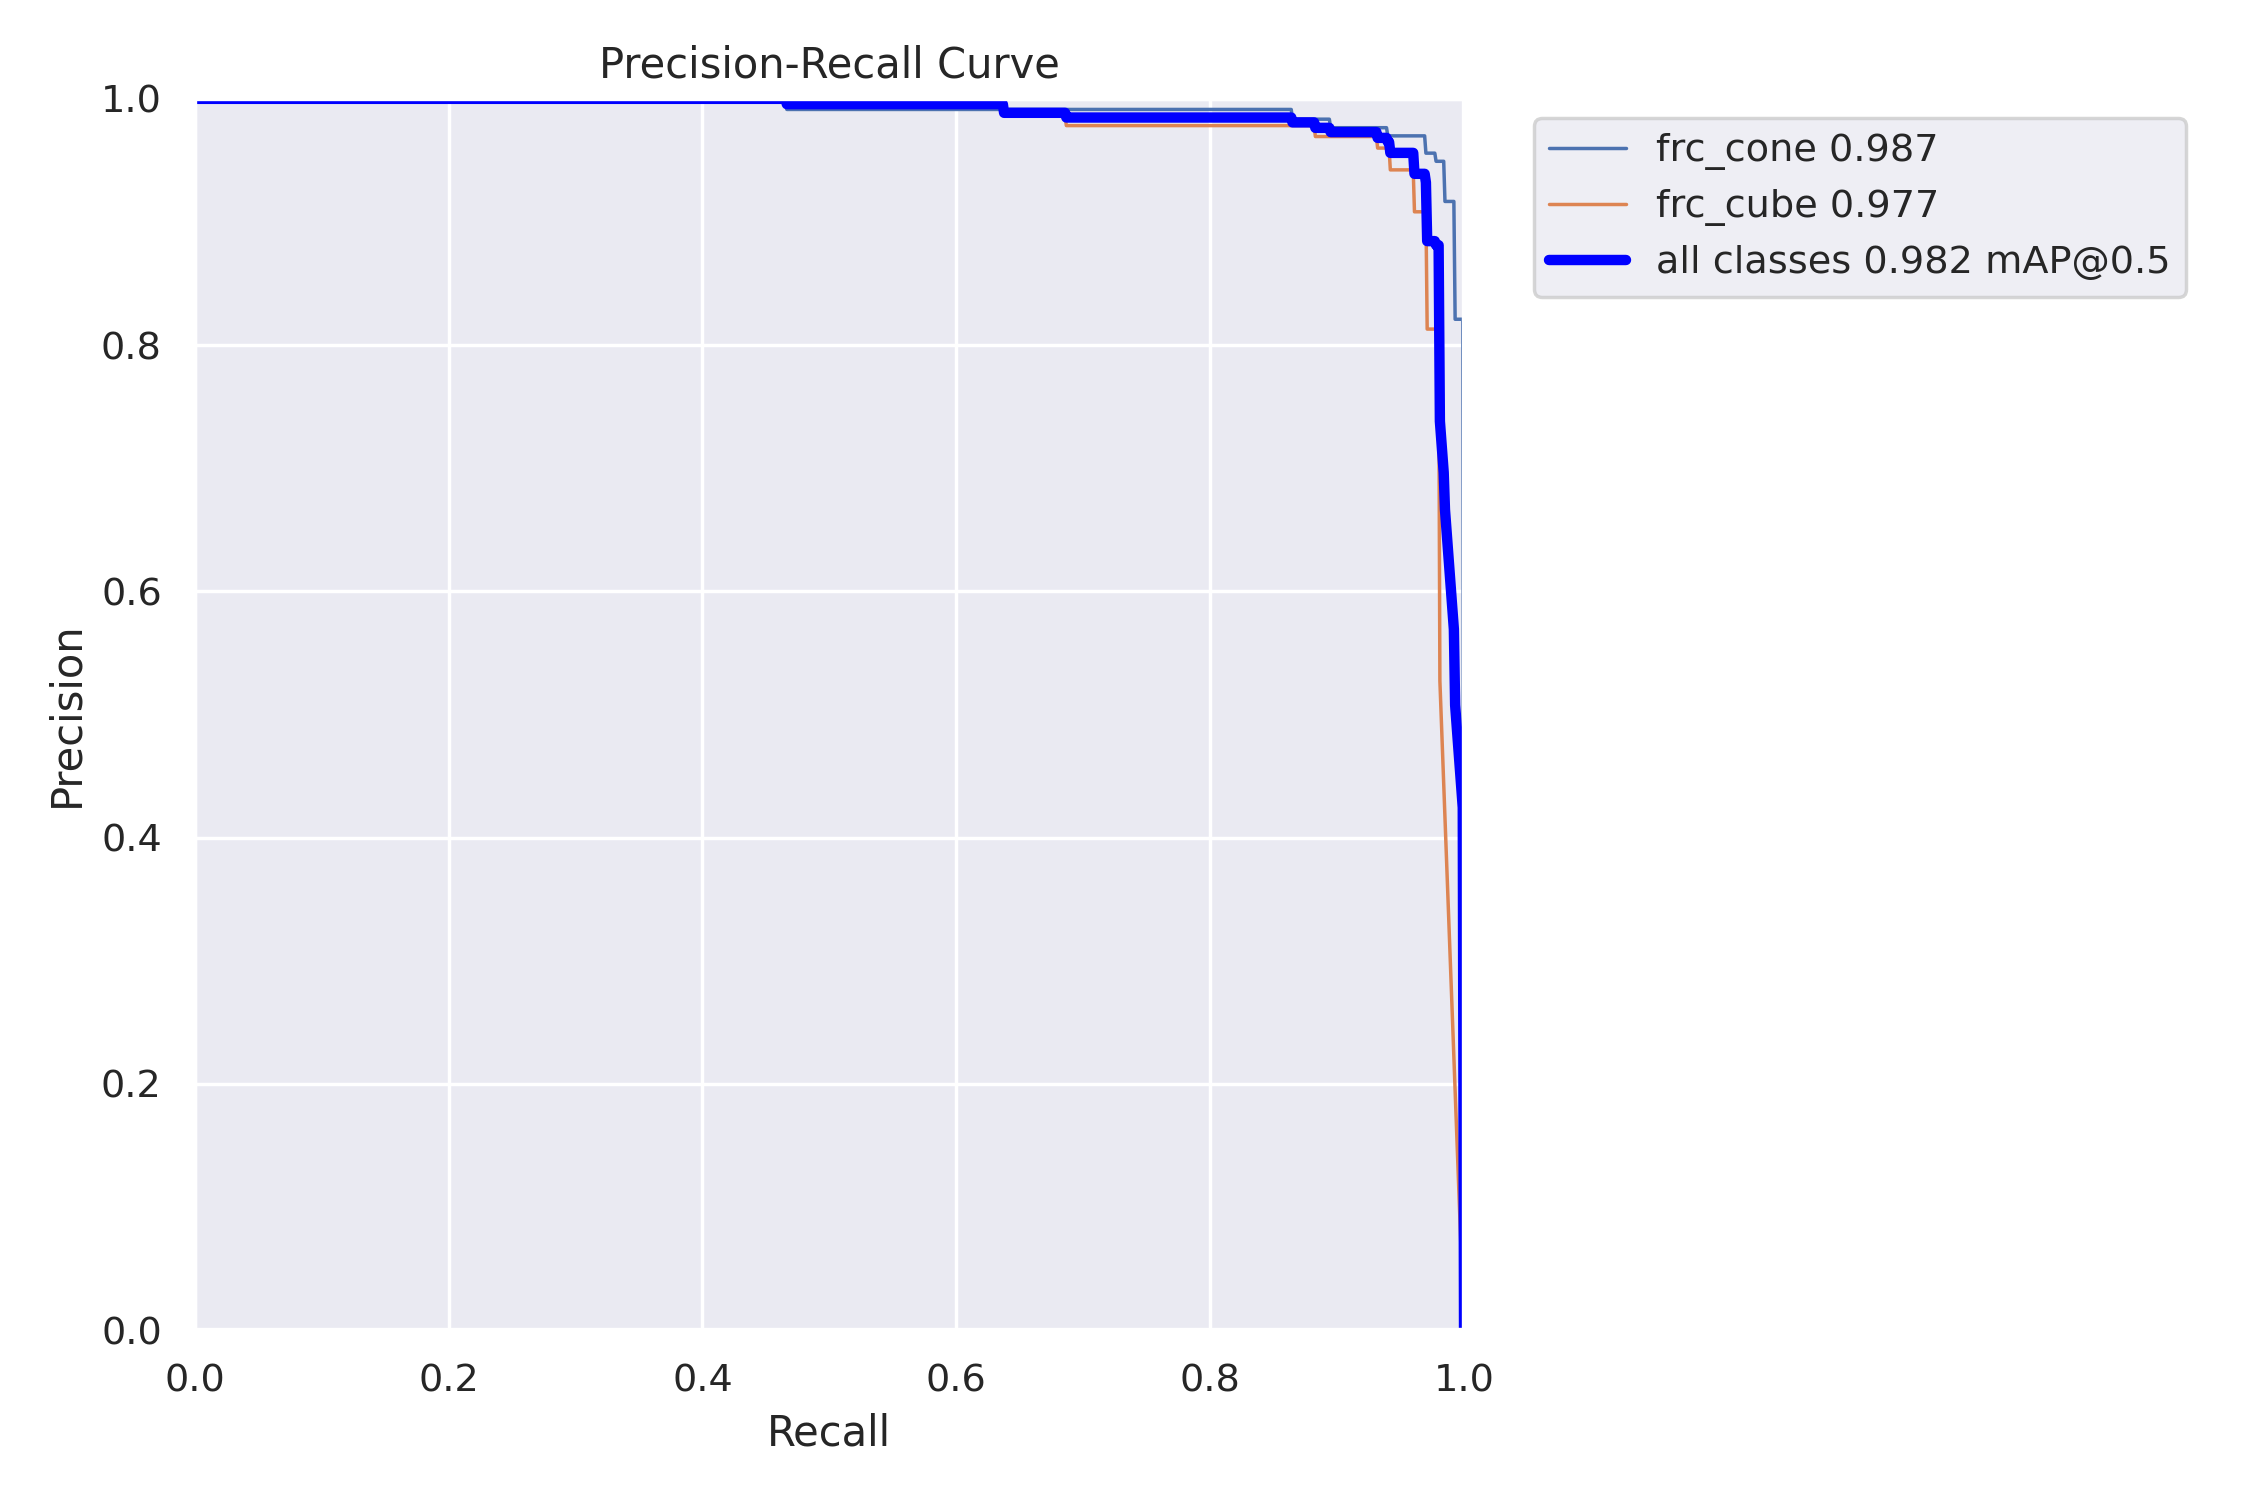 Precision-Recall Curve
1.0
0.8
0.6
0.4
0.2
0.0
Precision
0.0 0.2 0.4 0.6 0.8 1.0
Recall
frc_cone 0.987
frc_cube 0.977
all classes 0.982 mAP@0.5